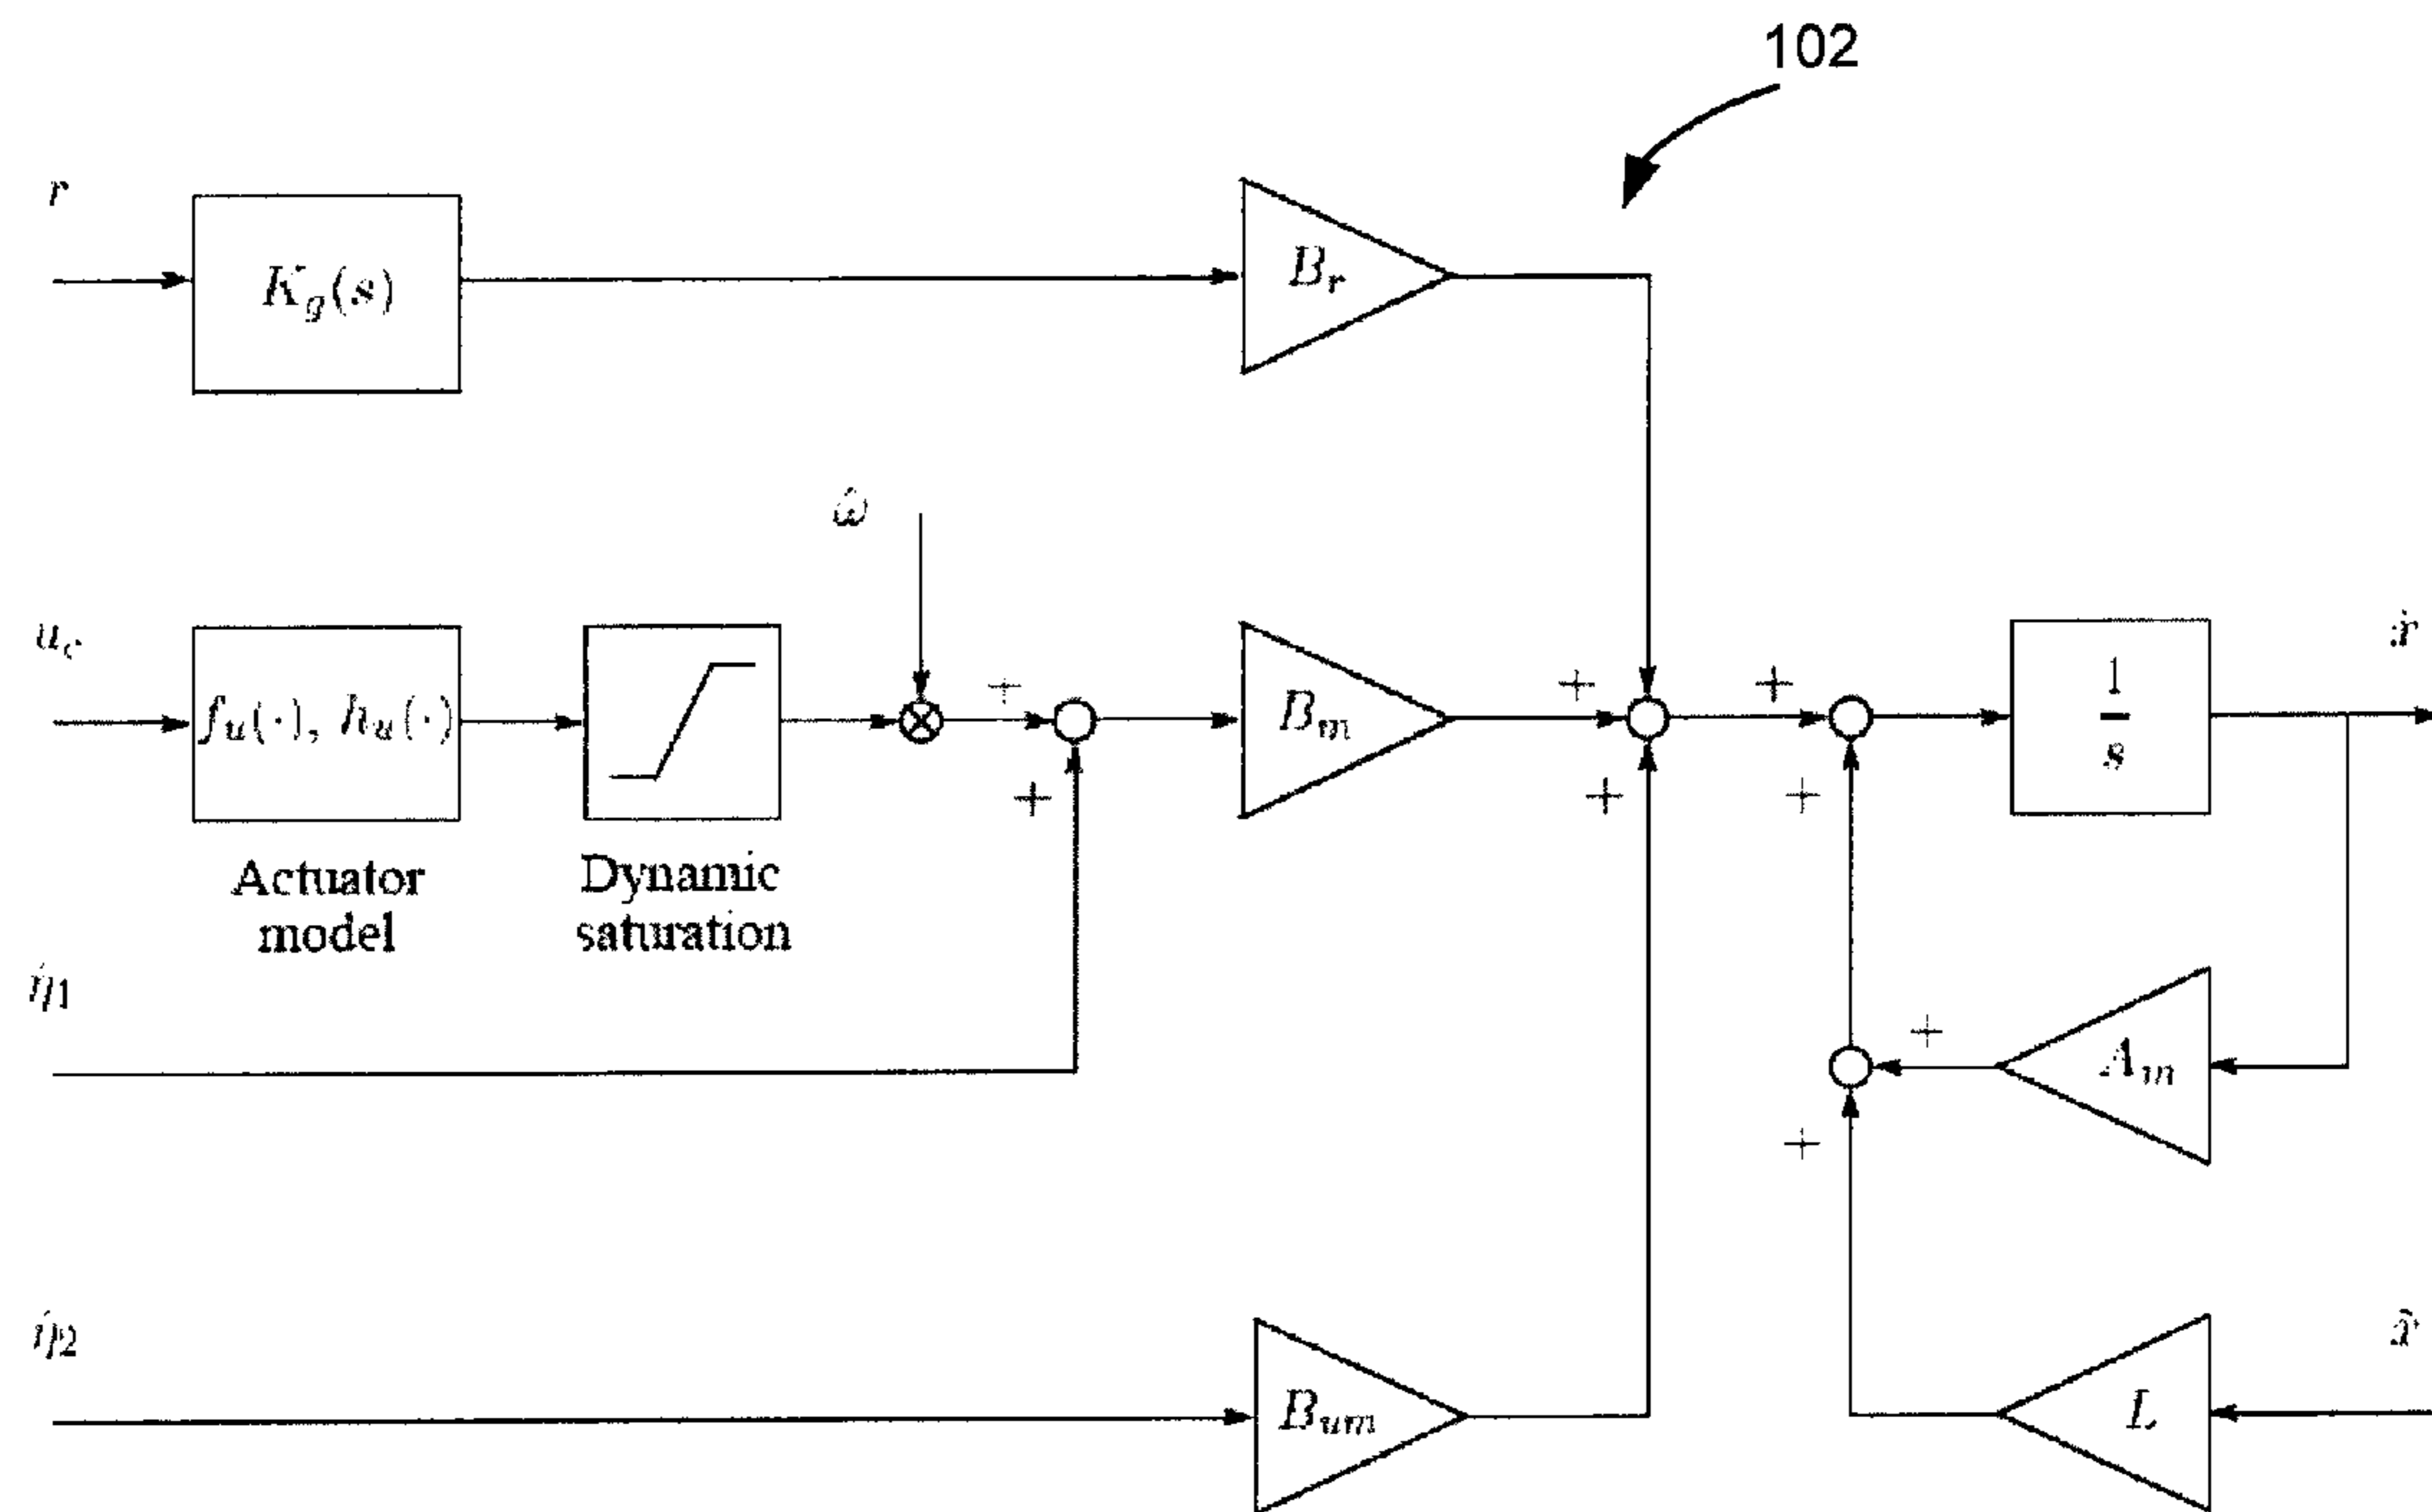 102
r
K_g(s)
B_r
ω̂
u_c
f_u(·), h_u(·)
B_m
1
s
+
+
+
+
+
+
Actuator
model
Dynamic
saturation
η̂1
+
A_m
+
η̂2
B_um
L